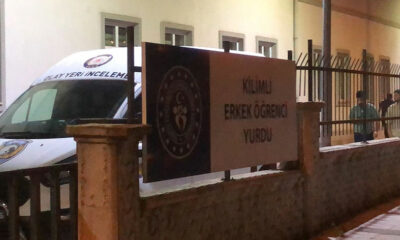 OLAY YERİ İNCELEME
KİLİMLİ
ERKEK ÖĞRENCİ
YURDU